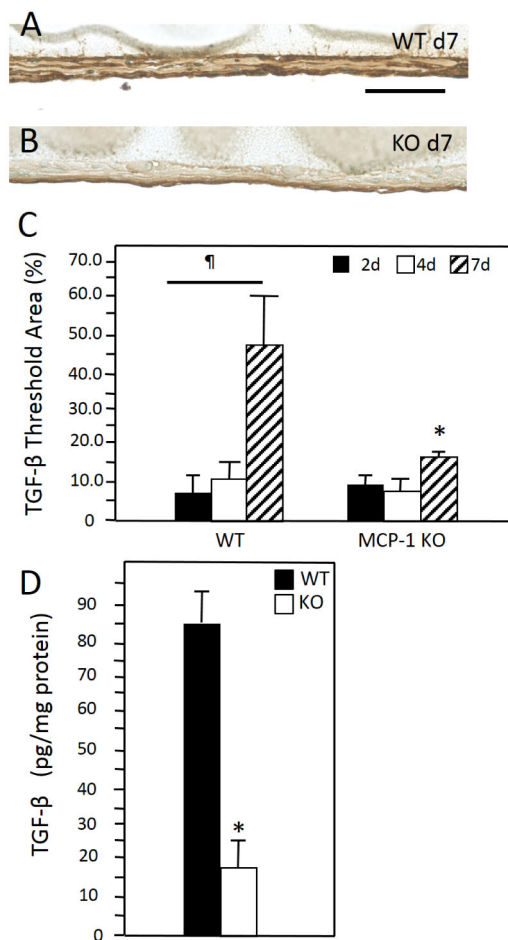 A
WT d7
B
KO d7
C
TGF-β Threshold Area (%)
70.0
60.0
50.0
40.0
30.0
20.0
10.0
0
¶
2d
4d
7d
*
WT
MCP-1 KO
D
TGF-β (pg/mg protein)
90
80
70
60
50
40
30
20
10
0
WT
KO
*